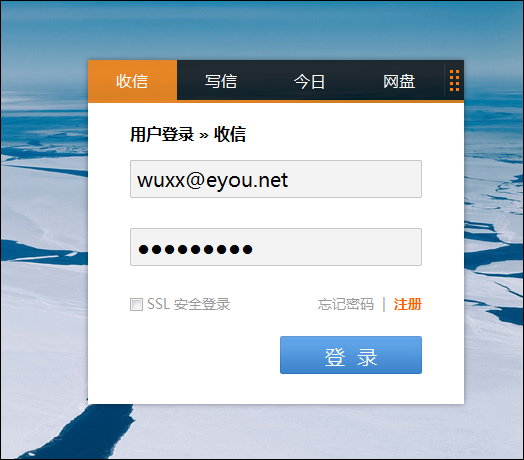 收信 写信 今日 网盘
用户登录 » 收信
wuxx@eyou.net
●●●●●●●●●
SSL 安全登录 忘记密码 | 注册
登 录